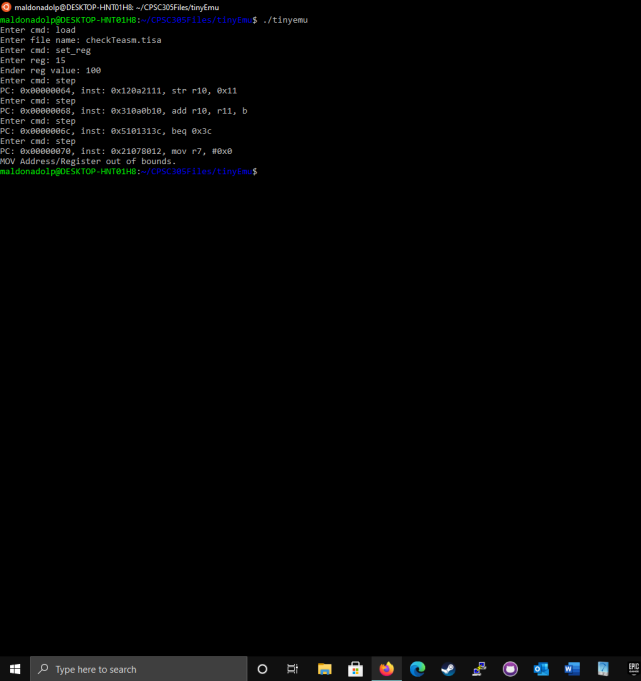 maldonadolp@DESKTOP-HNT01H8: ~/CPSC305Files/tinyEmu
maldonadolp@DESKTOP-HNT01H8:~/CPSC305Files/tinyEmu$ ./tinyemu
Enter cmd: load
Enter file name: checkTeasm.tisa
Enter cmd: set_reg
Enter reg: 15
Ender reg value: 100
Enter cmd: step
PC: 0x00000064, inst: 0x120a2111, str r10, 0x11
Enter cmd: step
PC: 0x00000068, inst: 0x310a0b10, add r10, r11, b
Enter cmd: step
PC: 0x0000006c, inst: 0x5101313c, beq 0x3c
Enter cmd: step
PC: 0x00000070, inst: 0x21078012, mov r7, #0x0
MOV Address/Register out of bounds.
maldonadolp@DESKTOP-HNT01H8:~/CPSC305Files/tinyEmu$
Type here to search
EPIC